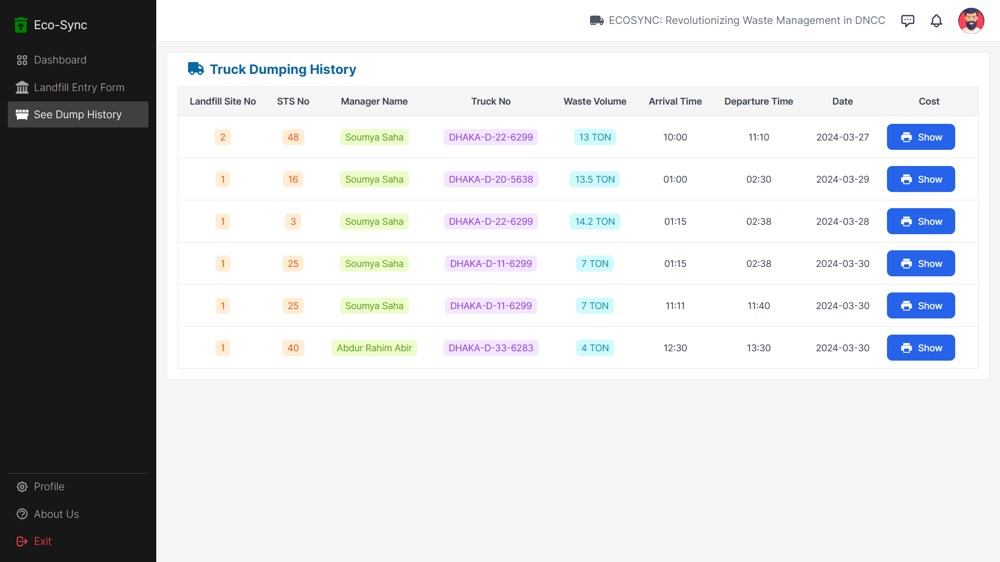 Eco-Sync
Dashboard
Landfill Entry Form
See Dump History
Profile
About Us
Exit
ECOSYNC: Revolutionizing Waste Management in DNCC
Truck Dumping History
Landfill Site No STS No Manager Name Truck No Waste Volume Arrival Time Departure Time Date Cost
2 48 Soumya Saha DHAKA-D-22-6299 13 TON 10:00 11:10 2024-03-27 Show
1 16 Soumya Saha DHAKA-D-20-5638 13.5 TON 01:00 02:30 2024-03-29 Show
1 3 Soumya Saha DHAKA-D-22-6299 14.2 TON 01:15 02:38 2024-03-28 Show
1 25 Soumya Saha DHAKA-D-11-6299 7 TON 01:15 02:38 2024-03-30 Show
1 25 Soumya Saha DHAKA-D-11-6299 7 TON 11:11 11:40 2024-03-30 Show
1 40 Abdur Rahim Abir DHAKA-D-33-6283 4 TON 12:30 13:30 2024-03-30 Show